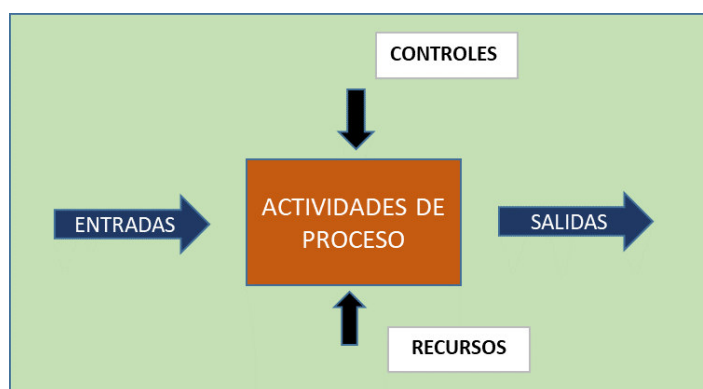 CONTROLES
ENTRADAS
ACTIVIDADES DE
PROCESO
SALIDAS
RECURSOS